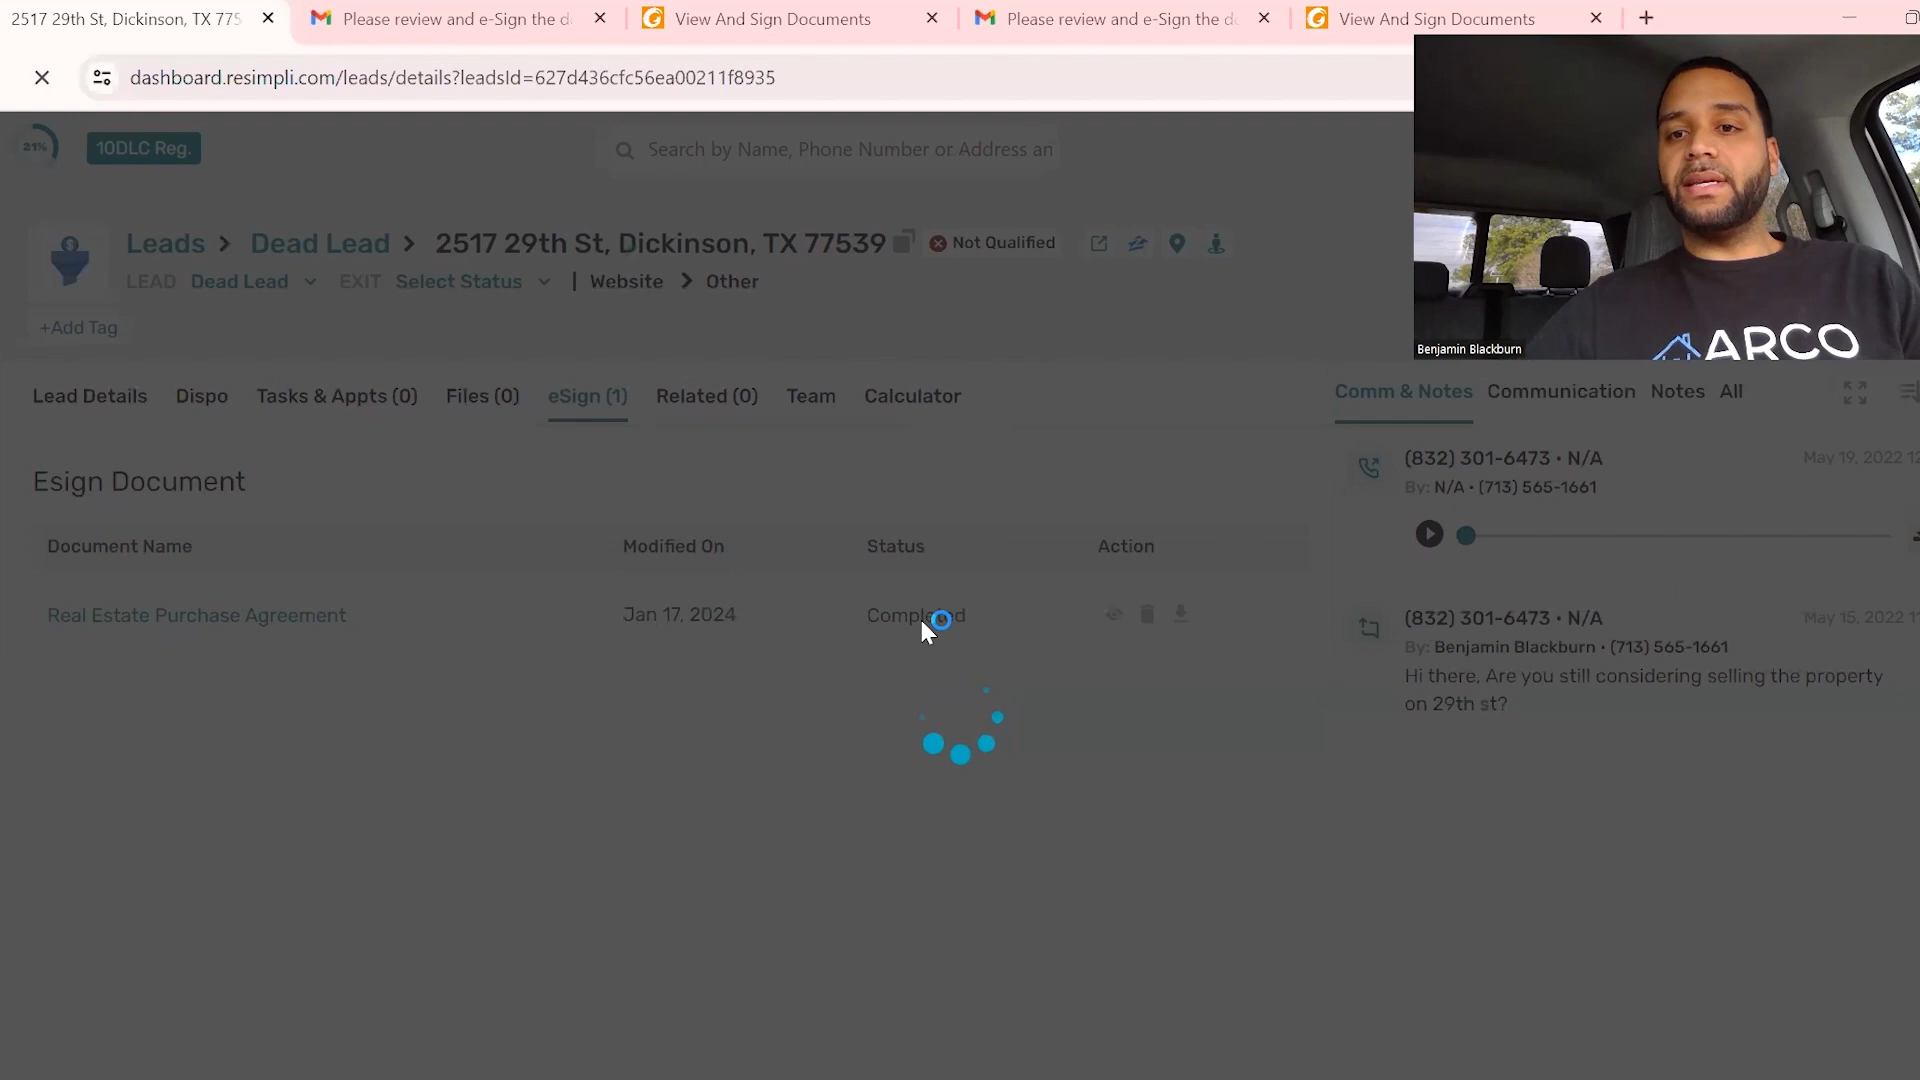 2517 29th St, Dickinson, TX 775
Please review and e-Sign the d
View And Sign Documents
Please review and e-Sign the d
View And Sign Documents
dashboard.resimpli.com/leads/details?leadsId=627d436cfc56ea00211f8935
21%
10DLC Reg.
Search by Name, Phone Number or Address an
Leads > Dead Lead > 2517 29th St, Dickinson, TX 77539 Not Qualified
LEAD Dead Lead EXIT Select Status | Website > Other
+Add Tag
ARCO
Benjamin Blackburn
Lead Details Dispo Tasks & Appts (0) Files (0) eSign (1) Related (0) Team Calculator
Comm & Notes Communication Notes All
Esign Document
Document Name Modified On Status Action
Real Estate Purchase Agreement Jan 17, 2024 Completed
(832) 301-6473 • N/A May 19, 2022 12
By: N/A • (713) 565-1661
(832) 301-6473 • N/A May 15, 2022 1
By: Benjamin Blackburn • (713) 565-1661
Hi there, Are you still considering selling the property
on 29th st?